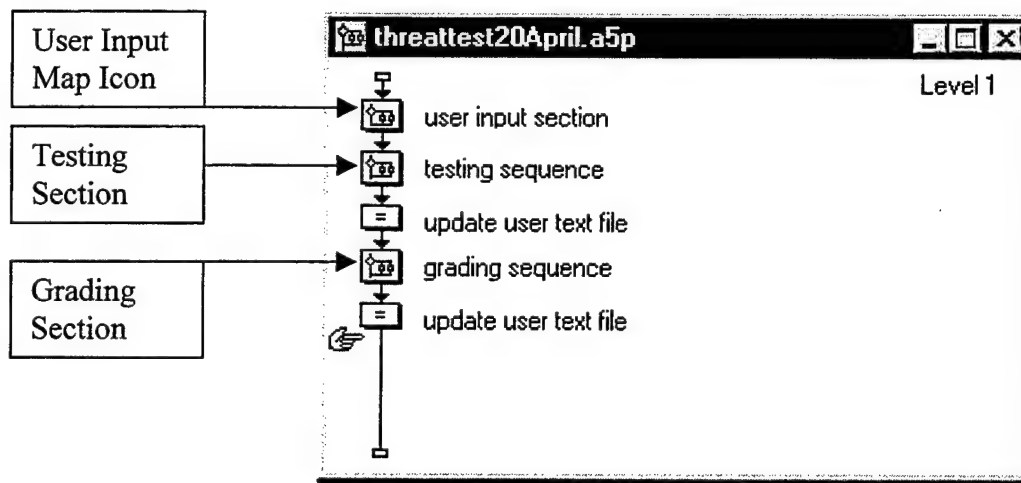 User Input
Map Icon
Testing
Section
Grading
Section
threattest20April.a5p
Level 1
user input section
testing sequence
=
update user text file
grading sequence
=
update user text file